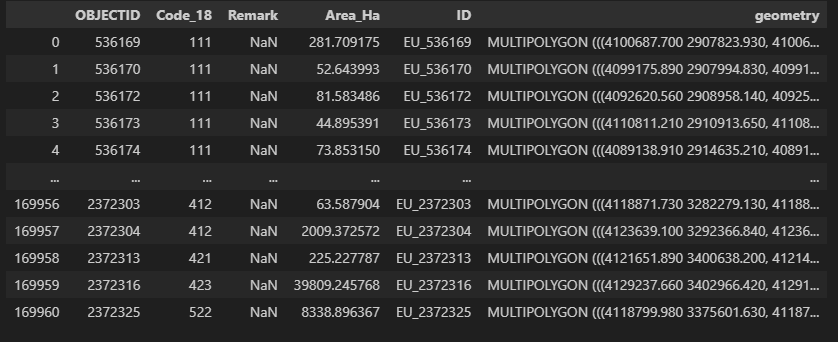 OBJECTID Code_18 Remark Area_Ha ID geometry
0 536169 111 NaN 281.709175 EU_536169 MULTIPOLYGON (((4100687.700 2907823.930, 41006...
1 536170 111 NaN 52.643993 EU_536170 MULTIPOLYGON (((4099175.890 2907994.830, 40991...
2 536172 111 NaN 81.583486 EU_536172 MULTIPOLYGON (((4092620.560 2908958.140, 40925...
3 536173 111 NaN 44.895391 EU_536173 MULTIPOLYGON (((4110811.210 2910913.650, 41108...
4 536174 111 NaN 73.853150 EU_536174 MULTIPOLYGON (((4089138.910 2914635.210, 40891...
... ... ... ... ... ... ...
169956 2372303 412 NaN 63.587904 EU_2372303 MULTIPOLYGON (((4118871.730 3282279.130, 41188...
169957 2372304 412 NaN 2009.372572 EU_2372304 MULTIPOLYGON (((4123639.100 3292366.840, 41236...
169958 2372313 421 NaN 225.227787 EU_2372313 MULTIPOLYGON (((4121651.890 3400638.200, 41214...
169959 2372316 423 NaN 39809.245768 EU_2372316 MULTIPOLYGON (((4129237.660 3402966.420, 41291...
169960 2372325 522 NaN 8338.896367 EU_2372325 MULTIPOLYGON (((4118799.980 3375601.630, 41187...